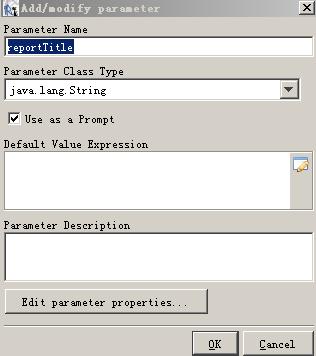 Add/modify parameter
Parameter Name
reportTitle
Parameter Class Type
java.lang.String
Use as a Prompt
Default Value Expression
Parameter Description
Edit parameter properties...
OK Cancel